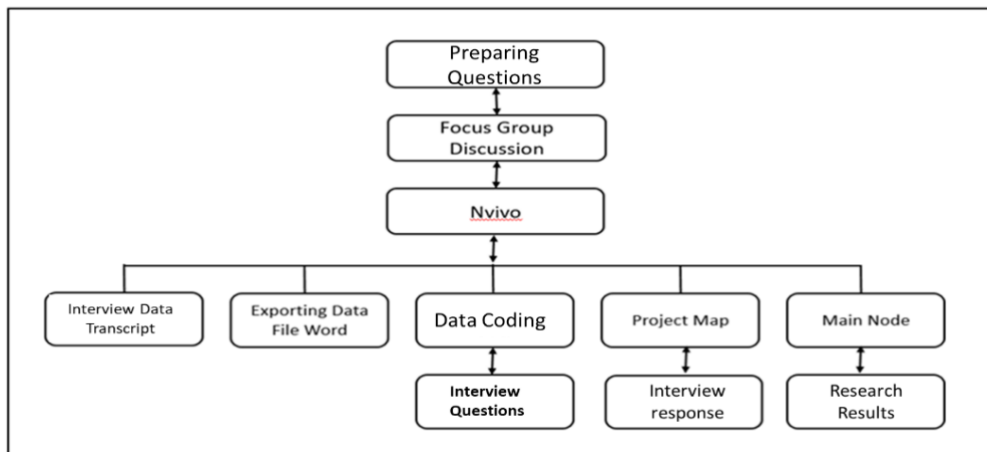 Preparing
Questions
Focus Group
Discussion
Nvivo
Interview Data
Transcript
Exporting Data
File Word
Data Coding
Project Map
Main Node
Interview
Questions
Interview
response
Research
Results